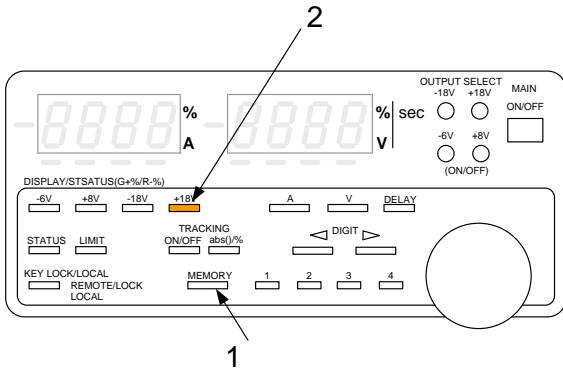 2
OUTPUT SELECT
-18V +18V
MAIN
ON/OFF
-8888 % A
-8888 % V sec
-6V +8V
(ON/OFF)
DISPLAY/STSATUS(G+%/R-%)
-6V +8V -18V +18V A V DELAY
TRACKING
STATUS LIMIT ON/OFF abs()/% DIGIT
KEY LOCK/LOCAL
REMOTE/LOCK
LOCAL
MEMORY 1 2 3 4
1